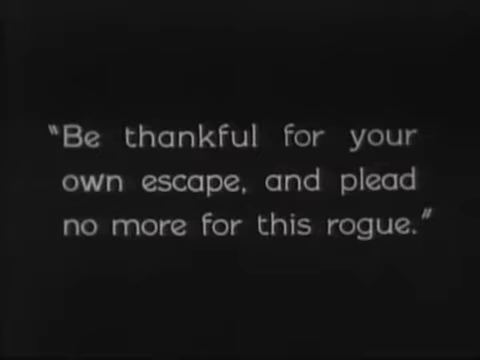 "Be thankful for your
own escape, and plead
no more for this rogue."